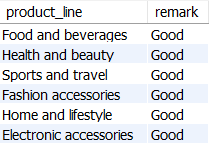 product_line remark
Food and beverages Good
Health and beauty Good
Sports and travel Good
Fashion accessories Good
Home and lifestyle Good
Electronic accessories Good